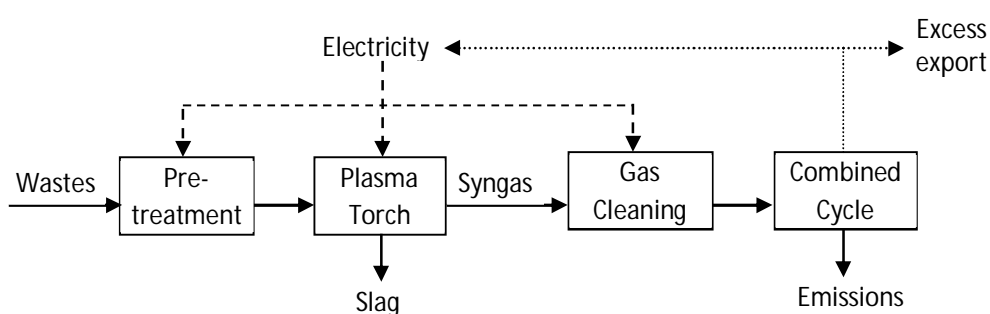 Electricity
Excess
export
Wastes
Pre-
treatment
Plasma
Torch
Syngas
Gas
Cleaning
Combined
Cycle
Slag
Emissions